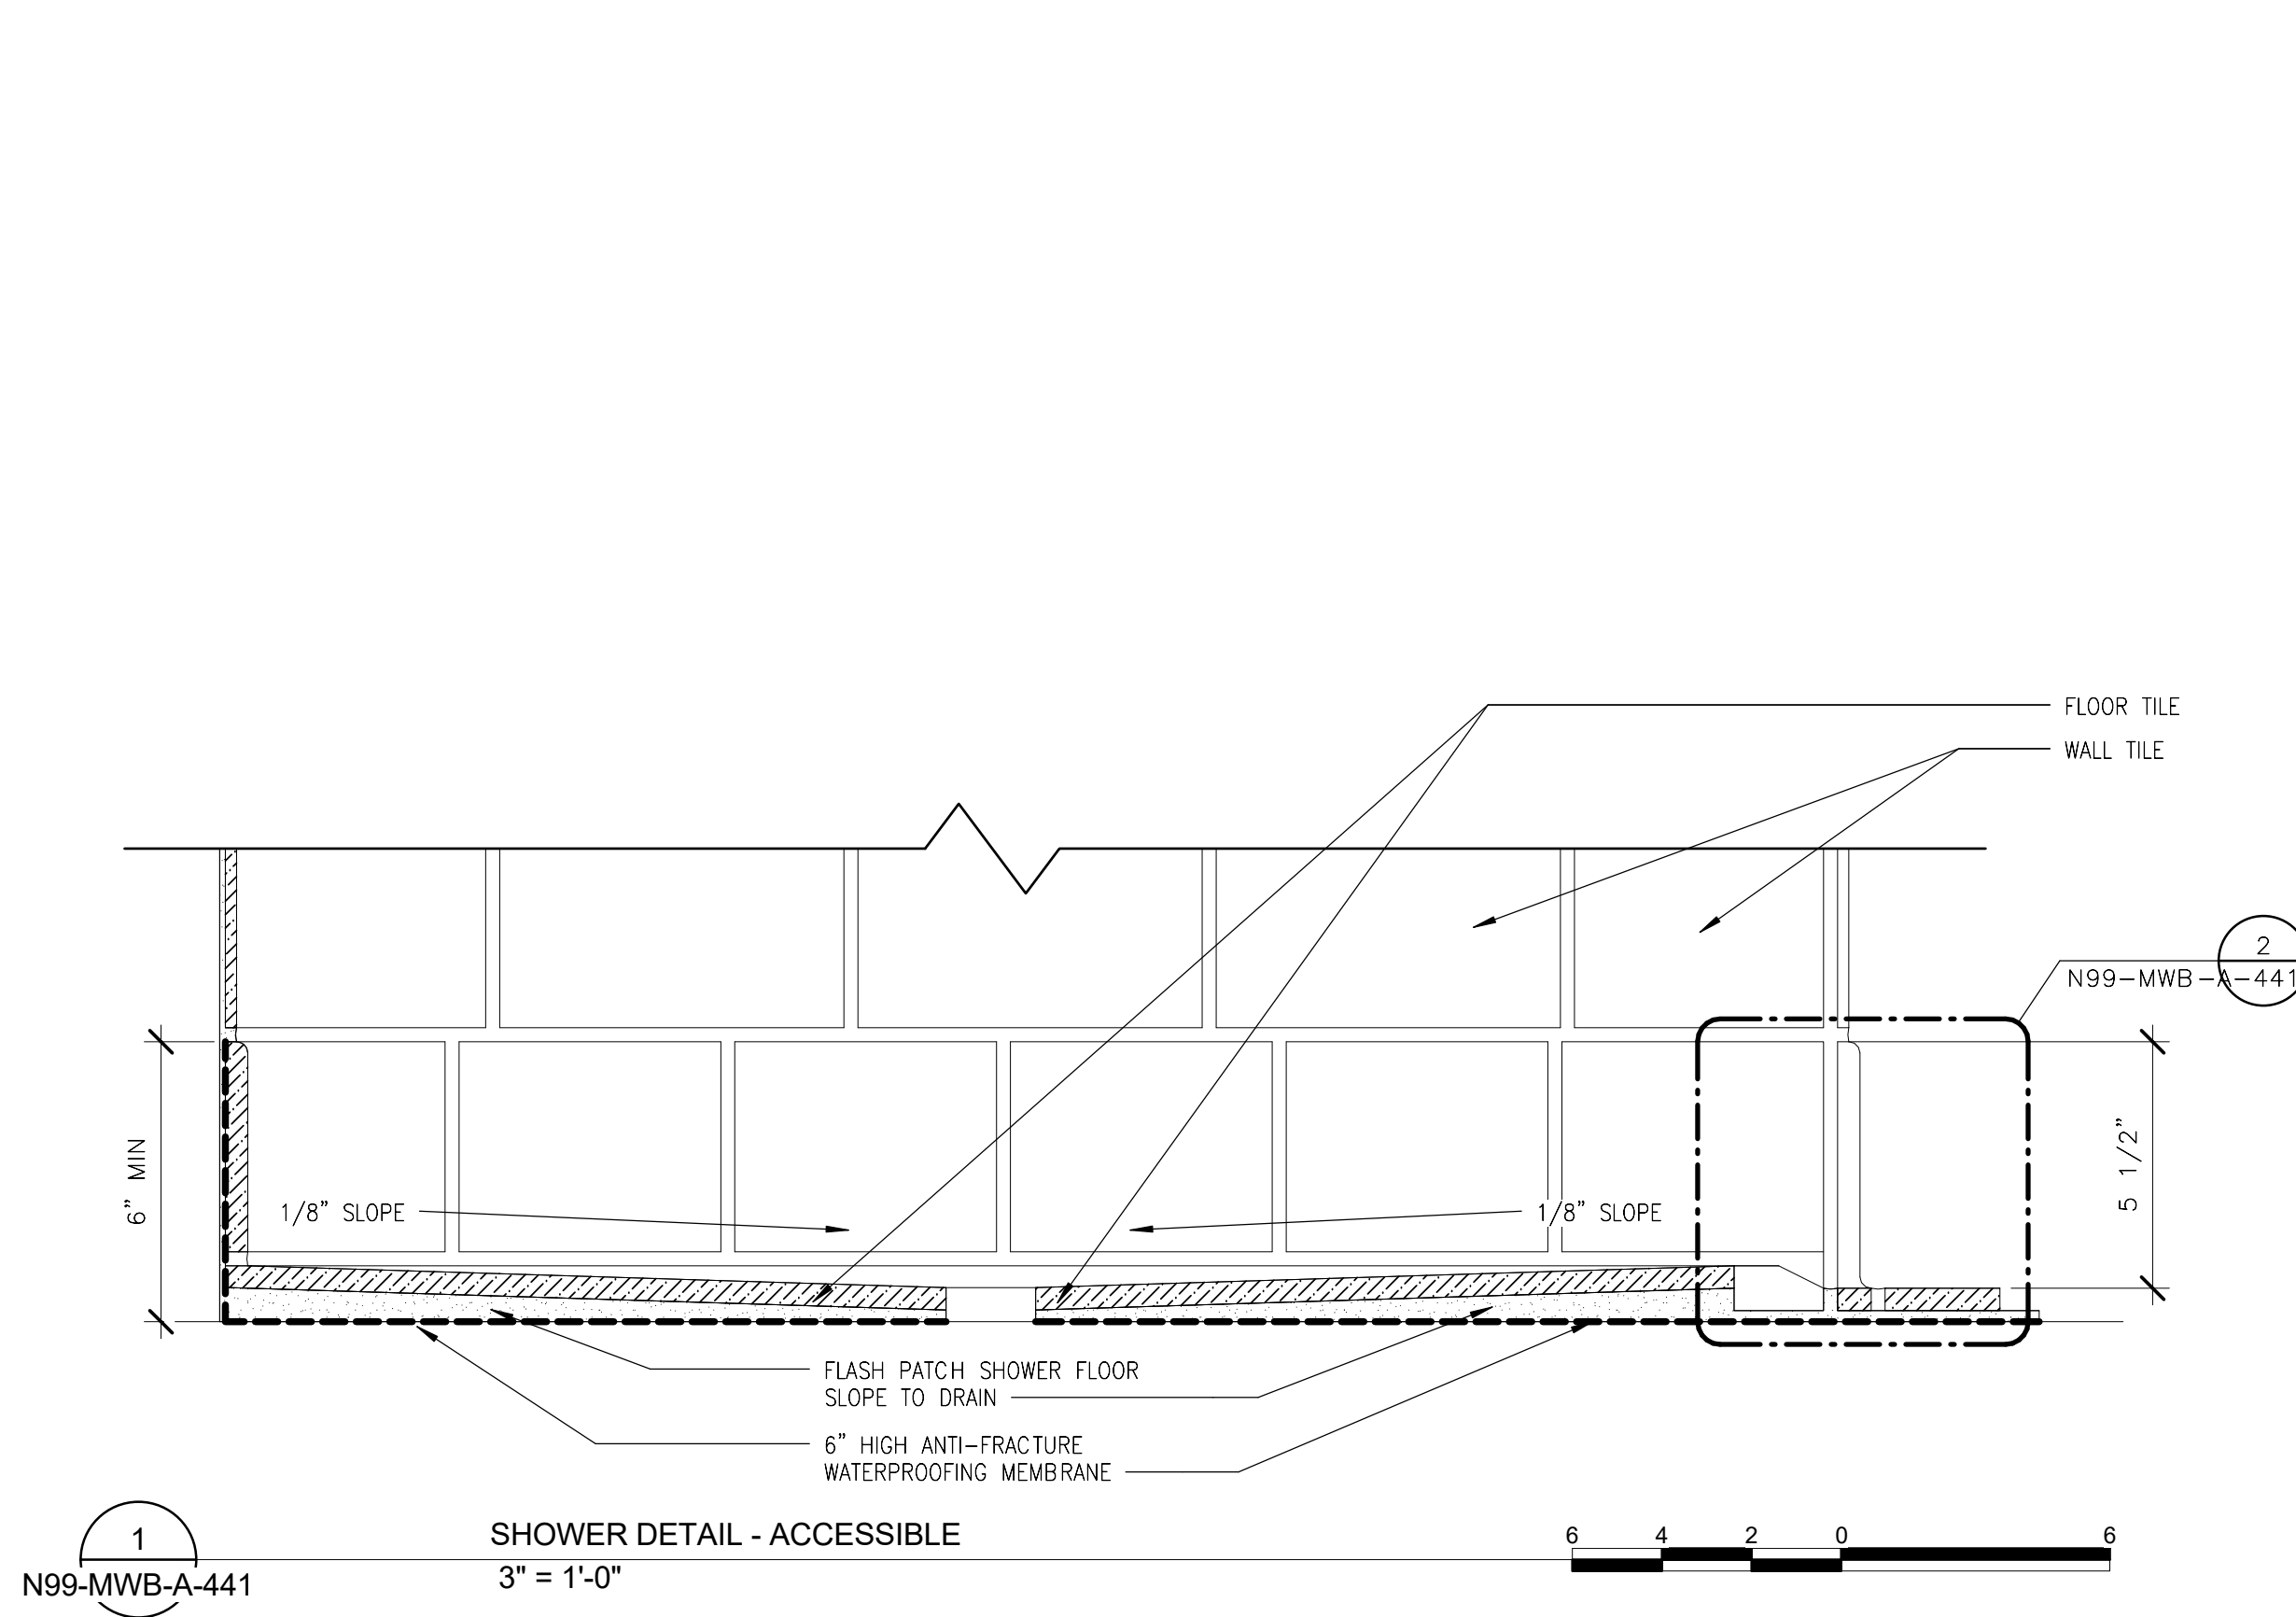 FLOOR TILE
WALL TILE
2
N99-MWB-A-441
6” MIN
5 1/2”
1/8” SLOPE
1/8” SLOPE
FLASH PATCH SHOWER FLOOR
SLOPE TO DRAIN
6” HIGH ANTI-FRACTURE
WATERPROOFING MEMBRANE
1
N99-MWB-A-441
SHOWER DETAIL - ACCESSIBLE
3" = 1'-0"
6 4 2 0 6